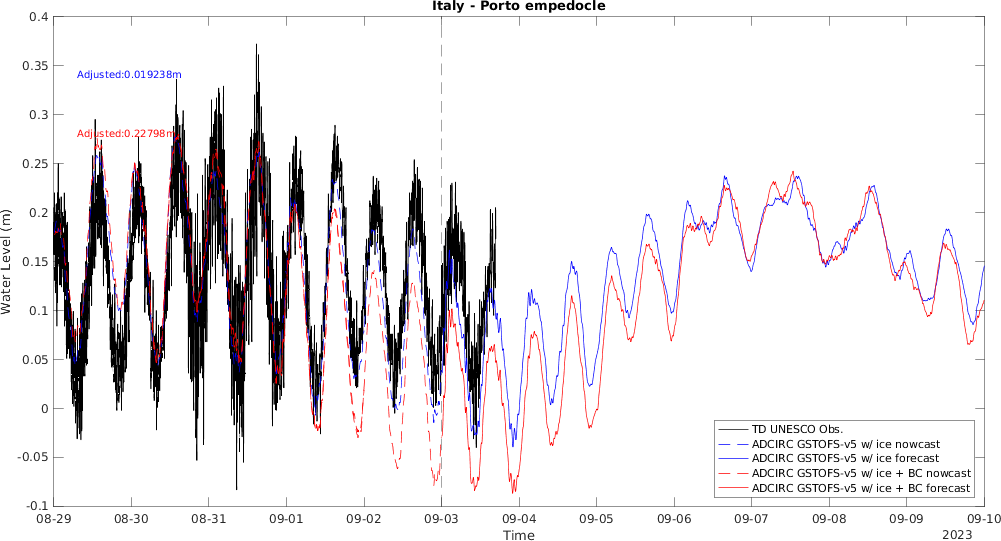 Italy - Porto empedocle
0.4
0.35
0.3
0.25
0.2
0.15
0.1
0.05
0
-0.05
-0.1
Water Level (m)
Adjusted:0.019238m
Adjusted:0.22798m
TD UNESCO Obs.
ADCIRC GSTOFS-v5 w/ ice nowcast
ADCIRC GSTOFS-v5 w/ ice forecast
ADCIRC GSTOFS-v5 w/ ice + BC nowcast
ADCIRC GSTOFS-v5 w/ ice + BC forecast
08-29 08-30 08-31 09-01 09-02 09-03 09-04 09-05 09-06 09-07 09-08 09-09 09-10
Time
2023